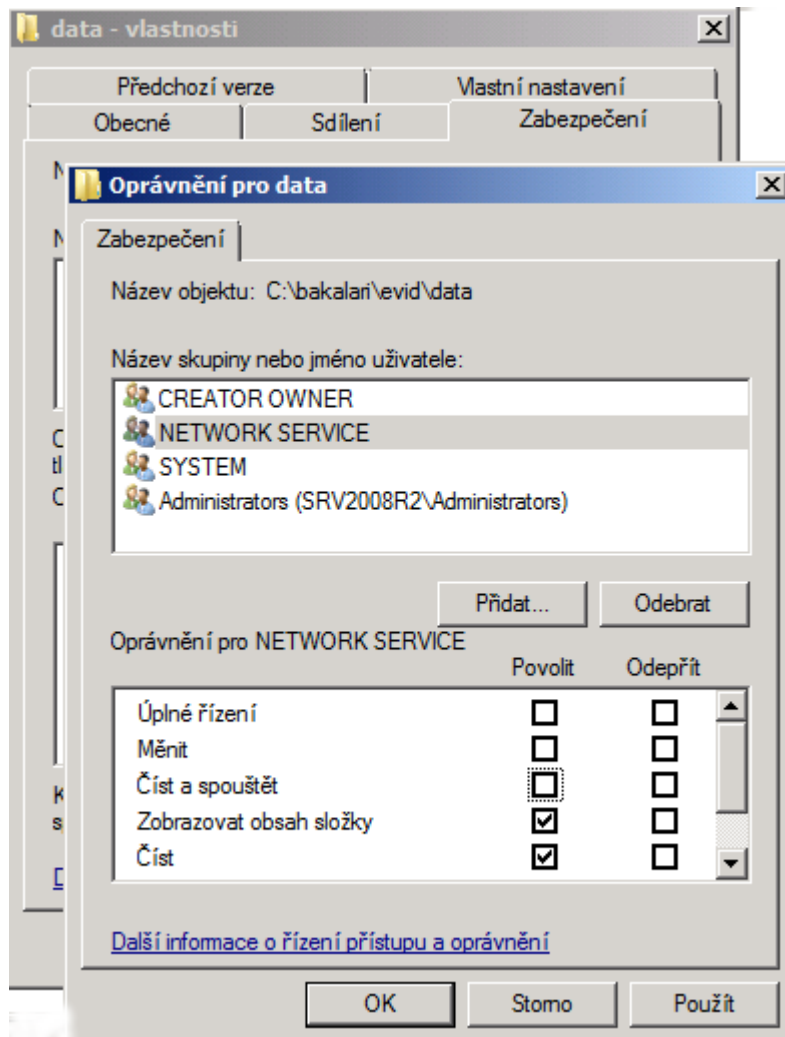 data - vlastnosti
Předchozí verze Vlastní nastavení
Obecné Sdílení Zabezpečení
Oprávnění pro data
Zabezpečení
Název objektu: C:\bakalari\evid\data
Název skupiny nebo jméno uživatele:
CREATOR OWNER
NETWORK SERVICE
SYSTEM
Administrators (SRV2008R2\Administrators)
Přidat... Odebrat
Oprávnění pro NETWORK SERVICE
Povolit Odepřít
Úplné řízení
Měnit
Číst a spouštět
Zobrazovat obsah složky
Číst
Další informace o řízení přístupu a oprávnění
OK Storno Použít